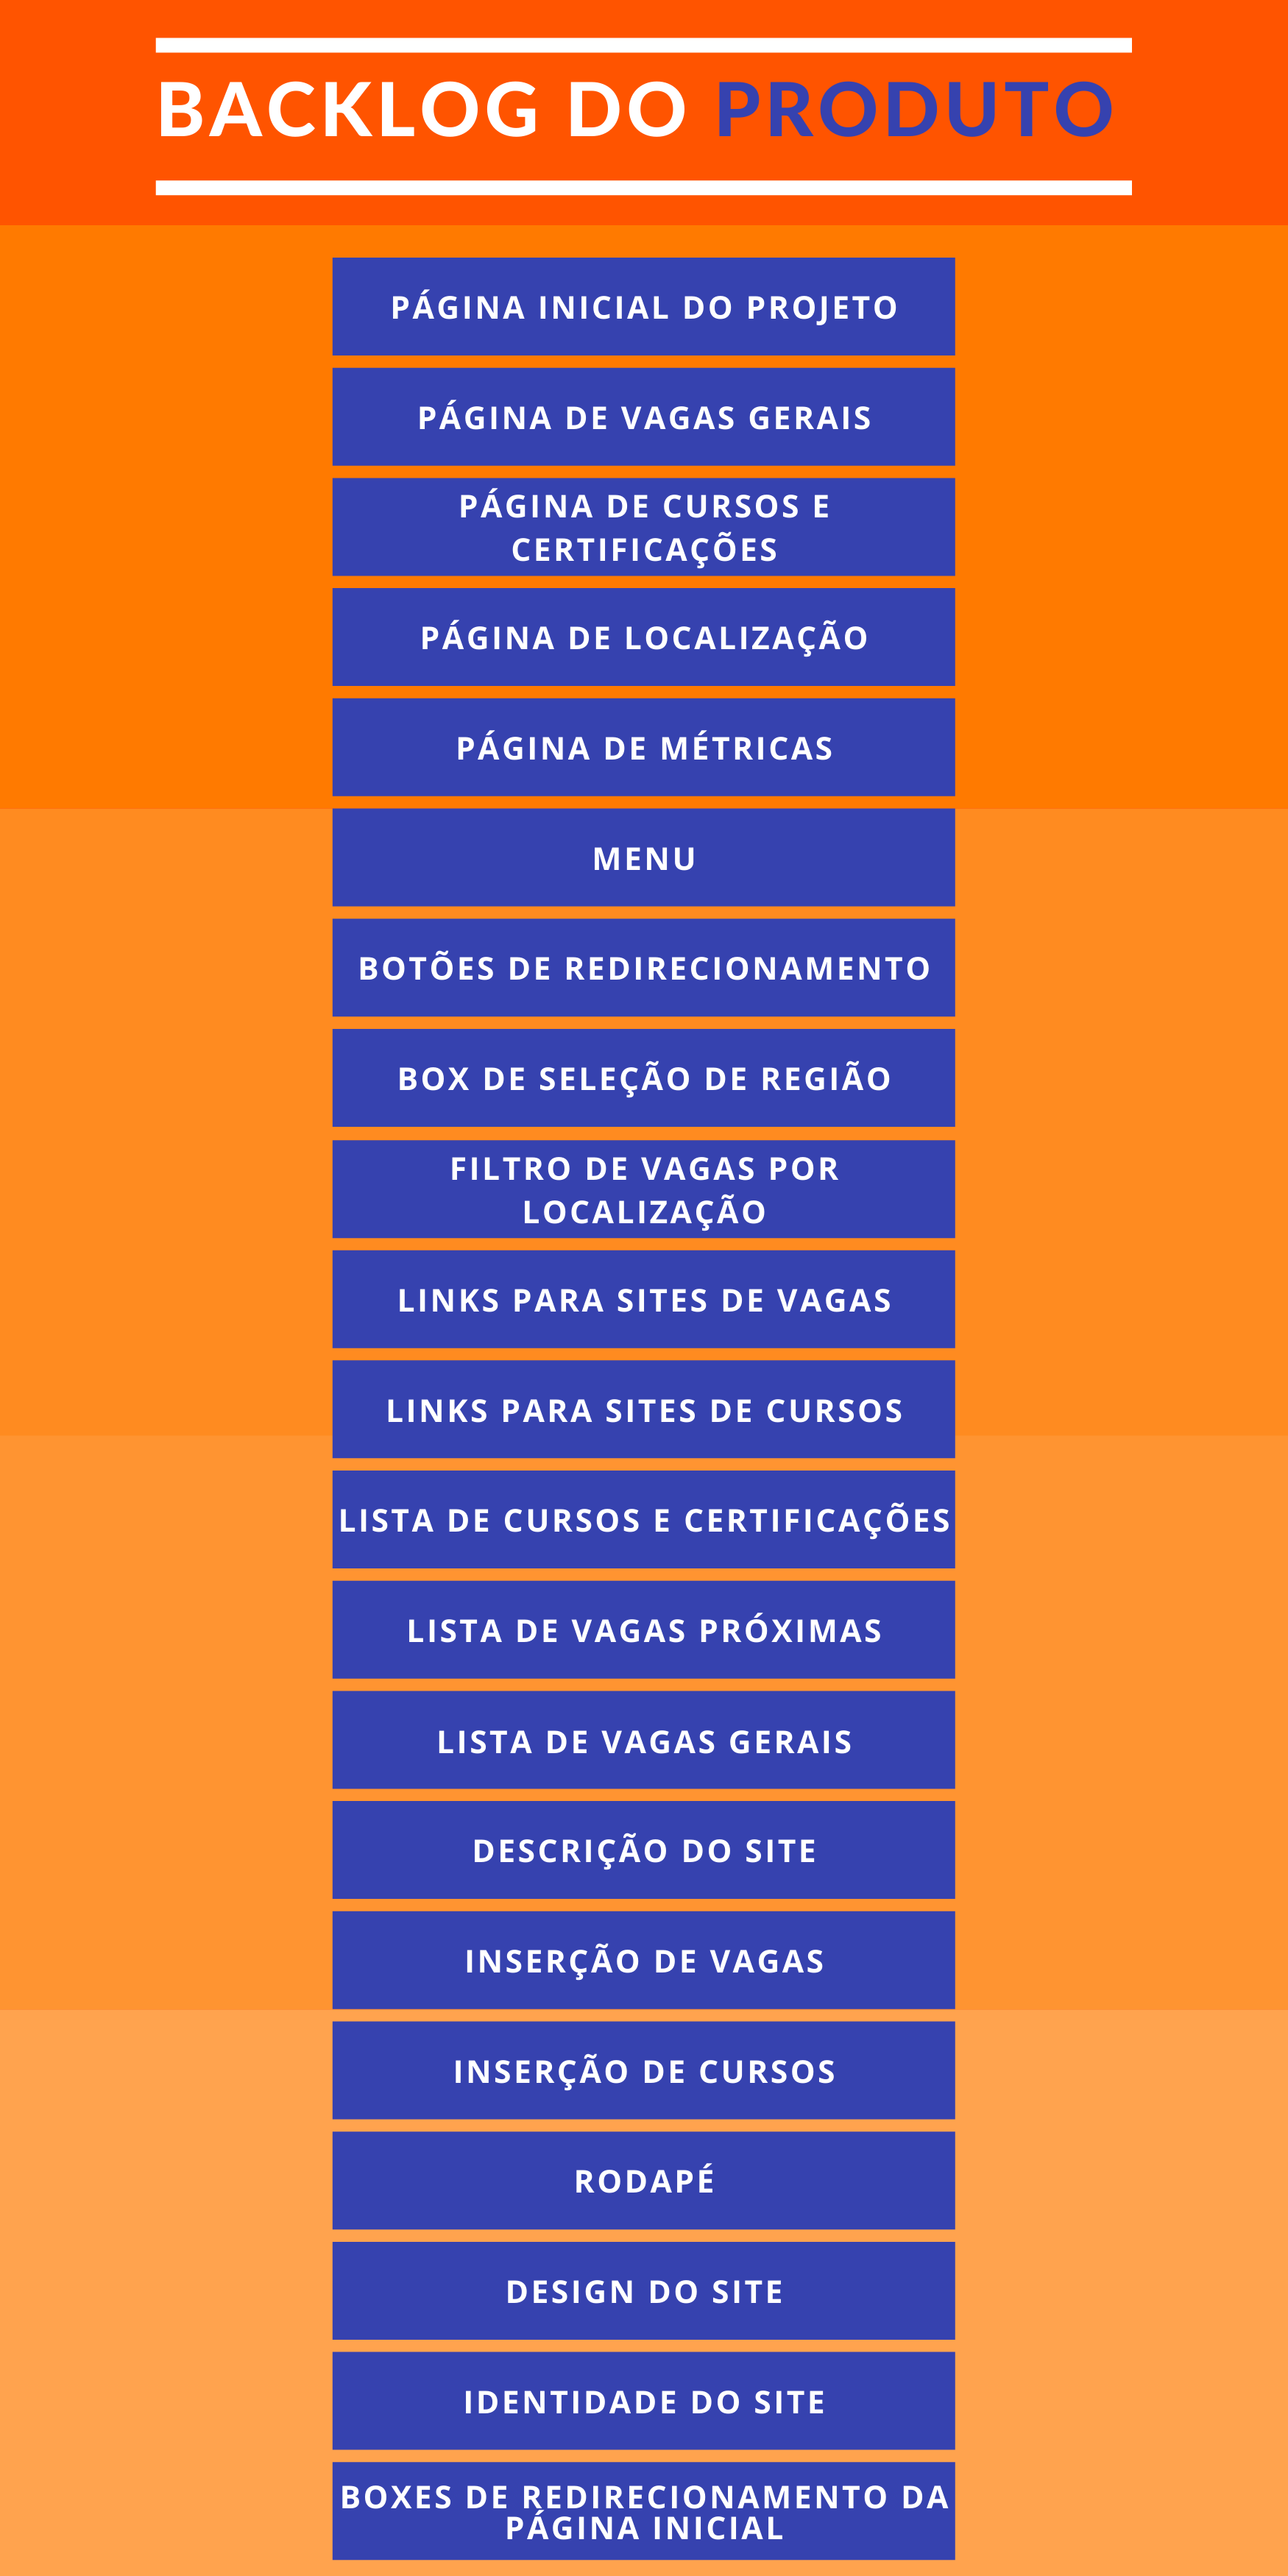 BACKLOG DO PRODUTO
PÁGINA INICIAL DO PROJETO
PÁGINA DE VAGAS GERAIS
PÁGINA DE CURSOS E
CERTIFICAÇÕES
PÁGINA DE LOCALIZAÇÃO
PÁGINA DE MÉTRICAS
MENU
BOTÕES DE REDIRECIONAMENTO
BOX DE SELEÇÃO DE REGIÃO
FILTRO DE VAGAS POR
LOCALIZAÇÃO
LINKS PARA SITES DE VAGAS
LINKS PARA SITES DE CURSOS
LISTA DE CURSOS E CERTIFICAÇÕES
LISTA DE VAGAS PRÓXIMAS
LISTA DE VAGAS GERAIS
DESCRIÇÃO DO SITE
INSERÇÃO DE VAGAS
INSERÇÃO DE CURSOS
RODAPÉ
DESIGN DO SITE
IDENTIDADE DO SITE
BOXES DE REDIRECIONAMENTO DA
PÁGINA INICIAL